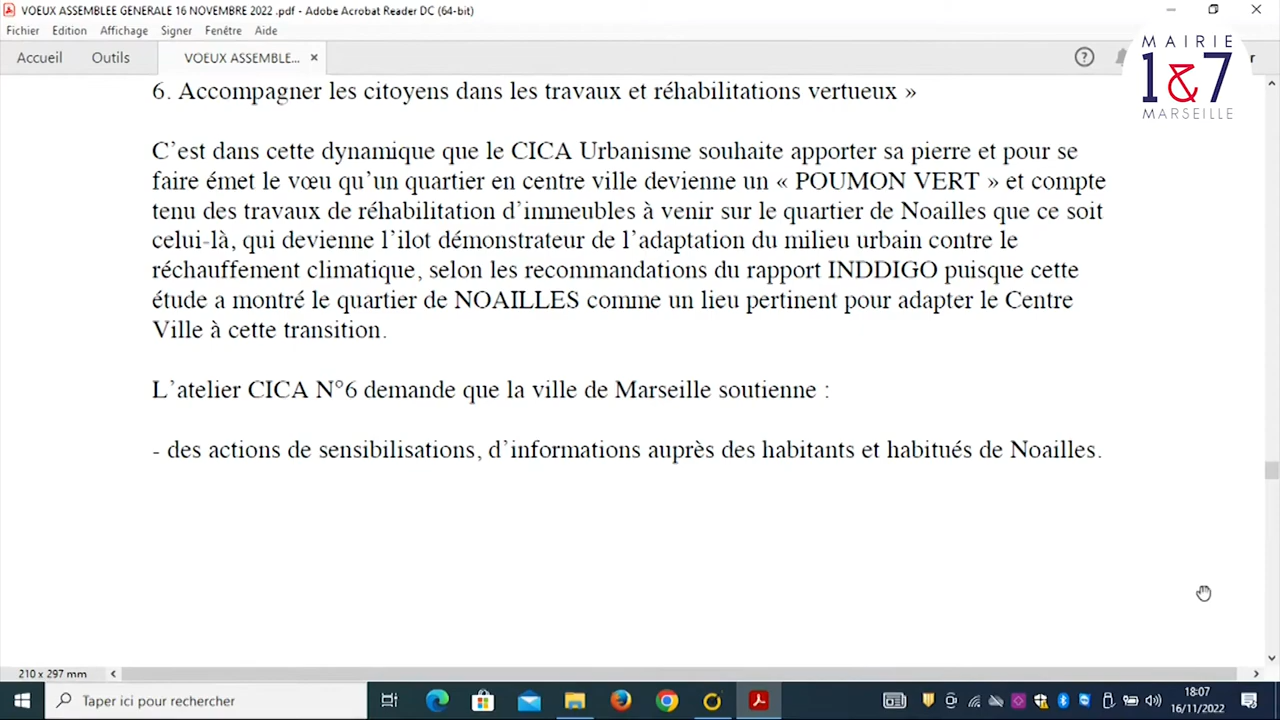 VOEUX ASSEMBLEE GENERALE 16 NOVEMBRE 2022 .pdf - Adobe Acrobat Reader DC (64-bit)
Fichier Edition Affichage Signer Fenêtre Aide
Accueil Outils VOEUX ASSEMBLE... ×
MAIRIE
1&7
MARSEILLE
6. Accompagner les citoyens dans les travaux et réhabilitations vertueux »
C’est dans cette dynamique que le CICA Urbanisme souhaite apporter sa pierre et pour se
faire émet le vœu qu’un quartier en centre ville devienne un « POUMON VERT » et compte
tenu des travaux de réhabilitation d’immeubles à venir sur le quartier de Noailles que ce soit
celui-là, qui devienne l’ilot démonstrateur de l’adaptation du milieu urbain contre le
réchauffement climatique, selon les recommandations du rapport INDDIGO puisque cette
étude a montré le quartier de NOAILLES comme un lieu pertinent pour adapter le Centre
Ville à cette transition.
L’atelier CICA N°6 demande que la ville de Marseille soutienne :
- des actions de sensibilisations, d’informations auprès des habitants et habitués de Noailles.
210 x 297 mm
Taper ici pour rechercher
18:07
16/11/2022